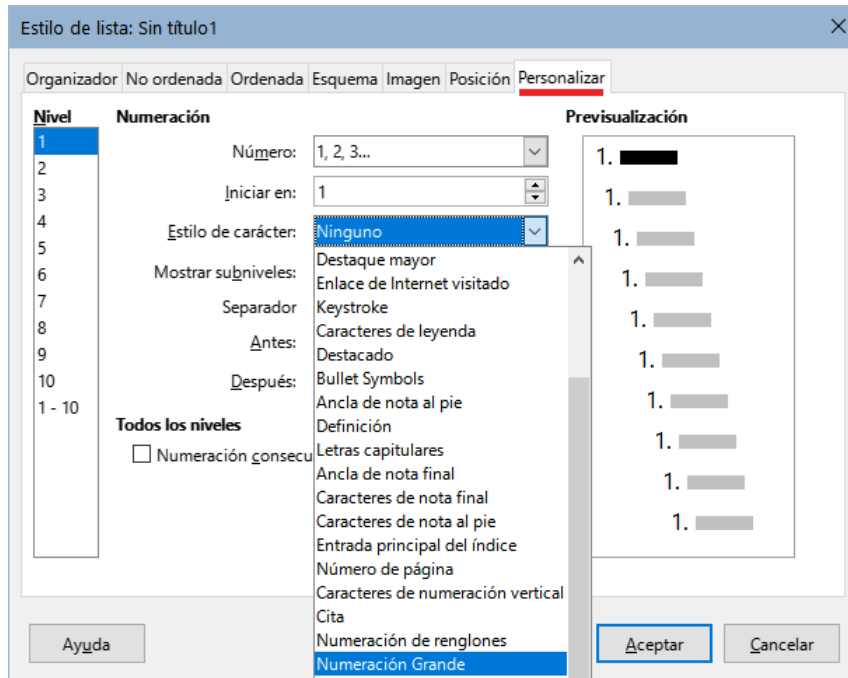 Estilo de lista: Sin título1
Organizador No ordenada Ordenada Esquema Imagen Posición Personalizar
Nivel
1
2
3
4
5
6
7
8
9
10
1 - 10
Numeración
Número: 1, 2, 3...
Iniciar en: 1
Estilo de carácter: Ninguno
Mostrar subniveles:
Separador
Antes:
Después:
Todos los niveles
Numeración consecu
Destaque mayor
Enlace de Internet visitado
Keystroke
Caracteres de leyenda
Destacado
Bullet Symbols
Ancla de nota al pie
Definición
Letras capitulares
Ancla de nota final
Caracteres de nota final
Caracteres de nota al pie
Entrada principal del índice
Número de página
Caracteres de numeración vertical
Cita
Numeración de renglones
Numeración Grande
Previsualización
1.
1.
1.
1.
1.
1.
1.
1.
1.
1.
Ayuda
Aceptar
Cancelar